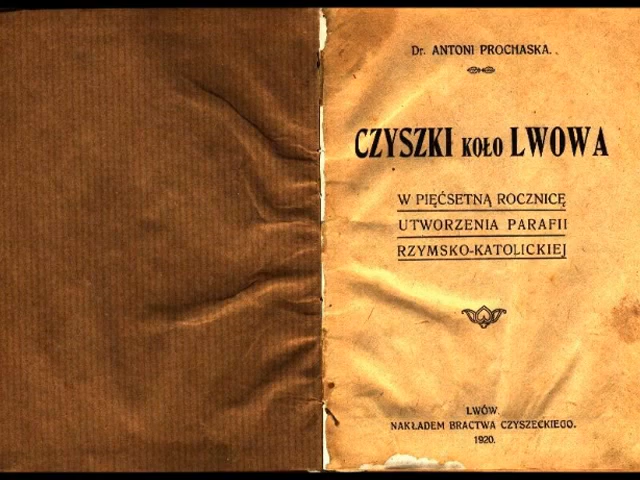 Dr. ANTONI PROCHASKA.
CZYSZKI KOŁO LWOWA
W PIĘĆSETNĄ ROCZNICĘ
UTWORZENIA PARAFII
RZYMSKO-KATOLICKIEJ
LWÓW.
NAKŁADEM BRACTWA CZYSZECKIEGO.
1920.